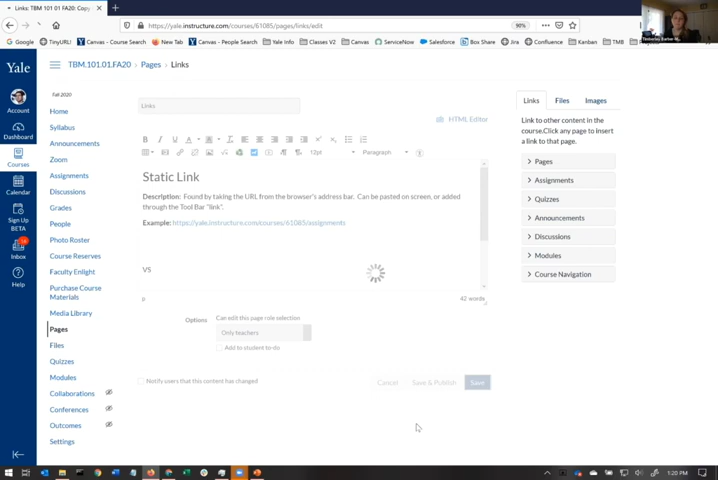 Links: TBM 101 01 FA20: Copy
https://yale.instructure.com/courses/61085/pages/links/edit
90%
Google
TinyURL!
Canvas - Course Search
New Tab
Canvas - People Search
Yale Info
Classes V2
Canvas
ServiceNow
Salesforce
Box Share
Jira
Confluence
Kanban
TMB
Yale
TBM.101.01.FA20
Pages
Links
Account
Dashboard
Courses
Calendar
Sign Up
BETA
Inbox
Help
Fall 2020
Home
Syllabus
Announcements
Zoom
Assignments
Discussions
Grades
People
Photo Roster
Course Reserves
Faculty Enlight
Purchase Course
Materials
Media Library
Pages
Files
Quizzes
Modules
Collaborations
Conferences
Outcomes
Settings
Links
HTML Editor
12pt
Paragraph
Static Link
Description: Found by taking the URL from the browser's address bar. Can be pasted on screen, or added
through the Tool Bar "link".
Example: https://yale.instructure.com/courses/61085/assignments
VS
p
42 words
Options
Can edit this page role selection
Only teachers
Add to student to-do
Notify users that this content has changed
Cancel
Save & Publish
Save
Links
Files
Images
Link to other content in the
course.Click any page to insert
a link to that page.
Pages
Assignments
Quizzes
Announcements
Discussions
Modules
Course Navigation
1:20 PM